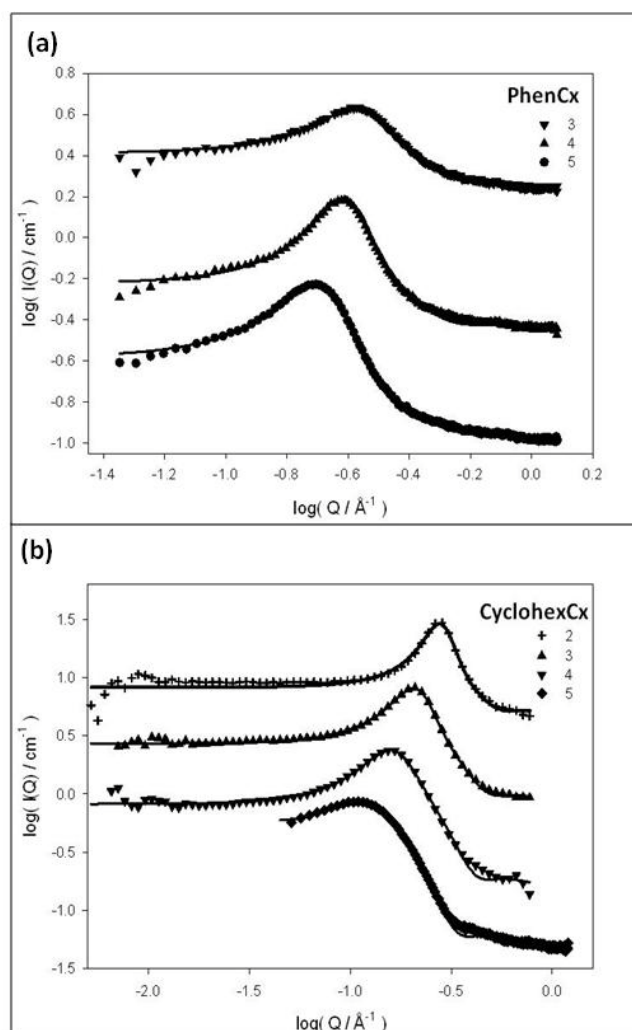 (a)
PhenCx
3
4
5
0.8
0.6
0.4
0.2
0.0
-0.2
-0.4
-0.6
-0.8
-1.0
log( I(Q) / cm⁻¹)
-1.4 -1.2 -1.0 -0.8 -0.6 -0.4 -0.2 0.0 0.2
log( Q / Å⁻¹)
(b)
CyclohexCx
2
3
4
5
1.5
1.0
0.5
0.0
-0.5
-1.0
-1.5
log( I(Q) / cm⁻¹)
-2.0 -1.5 -1.0 -0.5 0.0
log( Q / Å⁻¹)